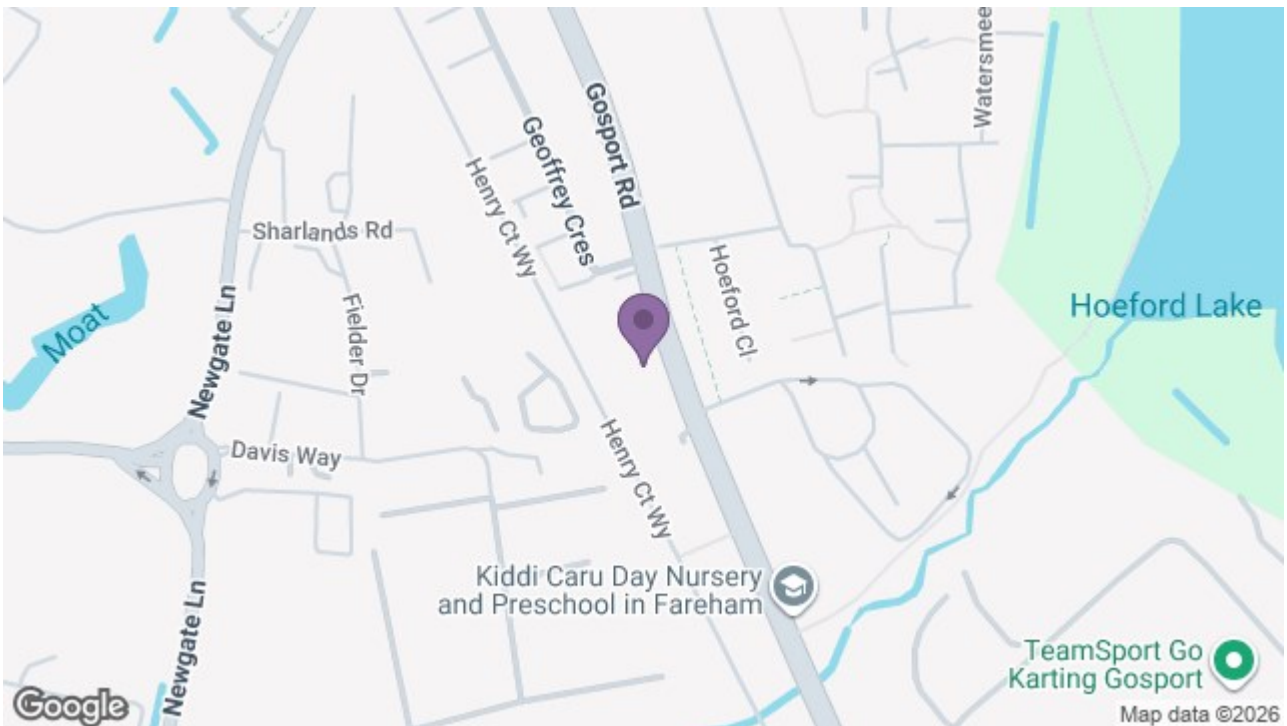 Watersmee
Gosport Rd
Geoffrey Cres
Henry Ct Wy
Sharlands Rd
Hoeford Cl
Hoeford Lake
Moat
Newgate Ln
Fielder Dr
Davis Way
Henry Ct Wy
Kiddi Caru Day Nursery
and Preschool in Fareham
Newgate Ln
TeamSport Go
Karting Gosport
Google
Map data ©2026